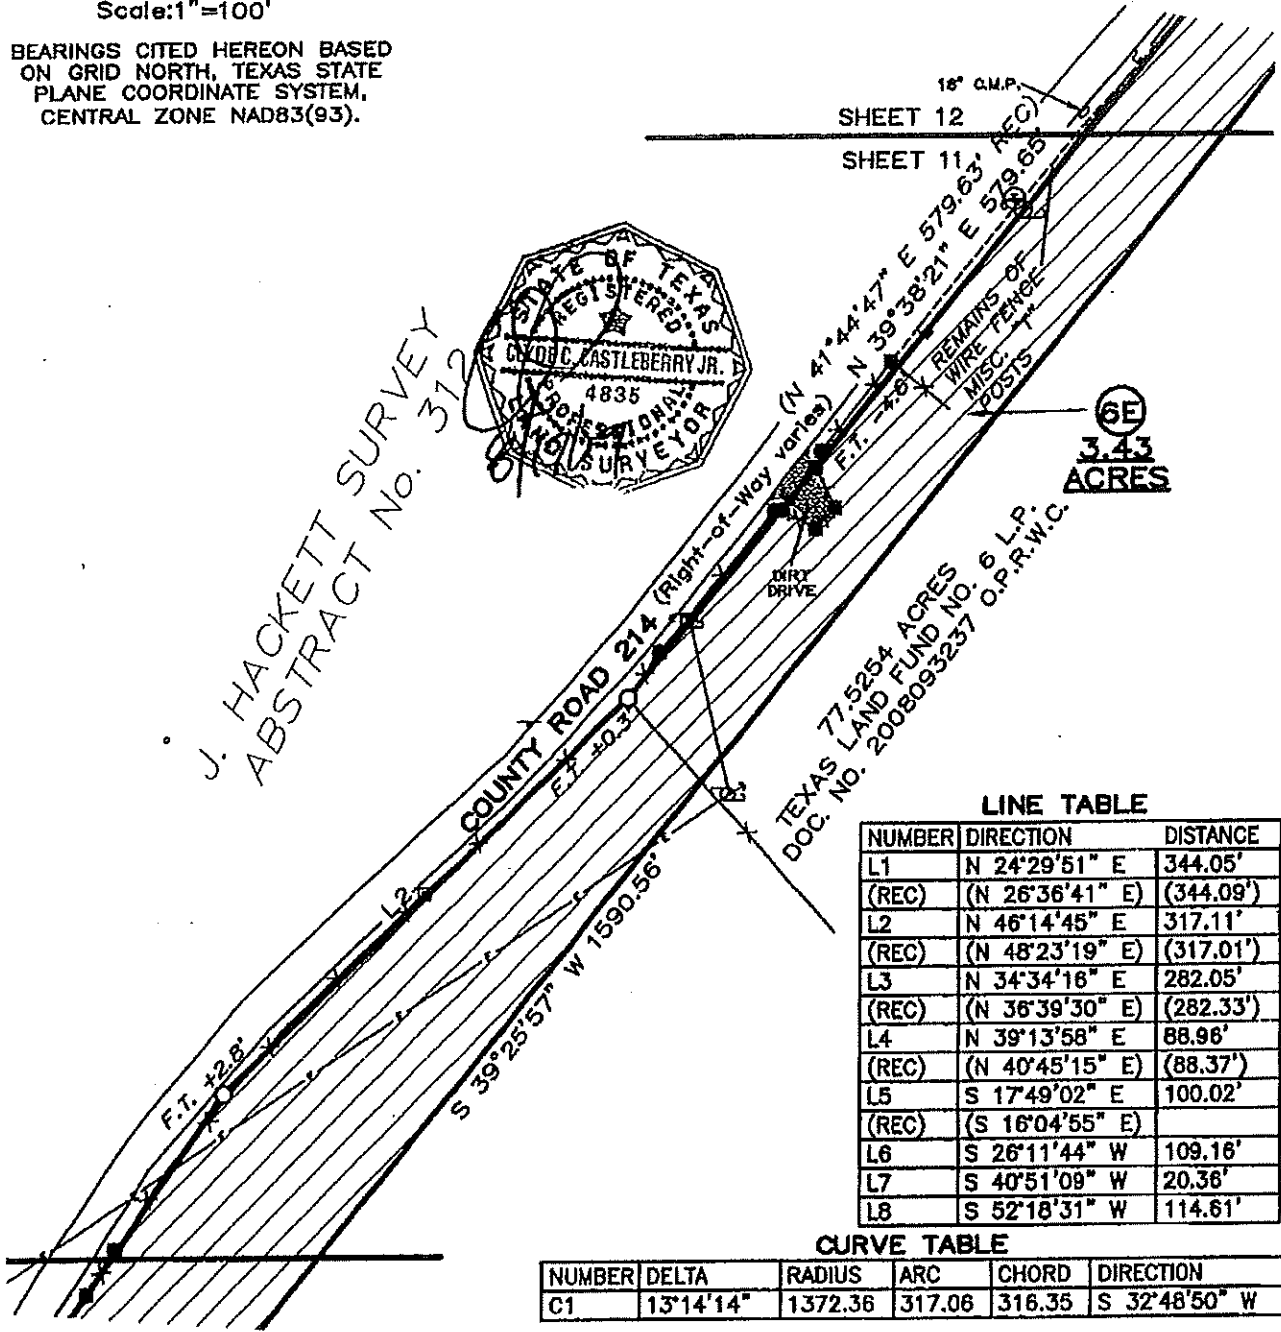 Scale:1"=100'
BEARINGS CITED HEREON BASED
ON GRID NORTH, TEXAS STATE
PLANE COORDINATE SYSTEM,
CENTRAL ZONE NAD83(93).
18" C.M.P.
SHEET 12
SHEET 11
(N 41°44'47" E 579.63' REC)
N 39°38'21" E 579.65'
STATE OF TEXAS
REGISTERED
CLYDE C. CASTLEBERRY JR.
4835
PROFESSIONAL
LAND SURVEYOR
J. HACKETT SURVEY
ABSTRACT No. 312
REMAINS OF
WIRE FENCE
MISC. "T"
POSTS
F.T. -4.6'
6E
3.43
ACRES
COUNTY ROAD 214 (Right-of-Way varies)
DIRT
DRIVE
F.T. +0.3'
77.5254 ACRES
TEXAS LAND FUND NO. 6 L.P.
DOC. NO. 2008093237 O.P.R.W.C.
L2
S 39°25'57" W 1590.56'
F.T. +2.8'
LINE TABLE
NUMBER DIRECTION DISTANCE
L1 N 24°29'51" E 344.05'
(REC) (N 26°36'41" E) (344.09')
L2 N 46°14'45" E 317.11'
(REC) (N 48°23'19" E) (317.01')
L3 N 34°34'16" E 282.05'
(REC) (N 36°39'30" E) (282.33')
L4 N 39°13'58" E 88.96'
(REC) (N 40°45'15" E) (88.37')
L5 S 17°49'02" E 100.02'
(REC) (S 16°04'55" E)
L6 S 26°11'44" W 109.16'
L7 S 40°51'09" W 20.36'
L8 S 52°18'31" W 114.61'
CURVE TABLE
NUMBER DELTA RADIUS ARC CHORD DIRECTION
C1 13°14'14" 1372.36 317.06 316.35 S 32°48'50" W